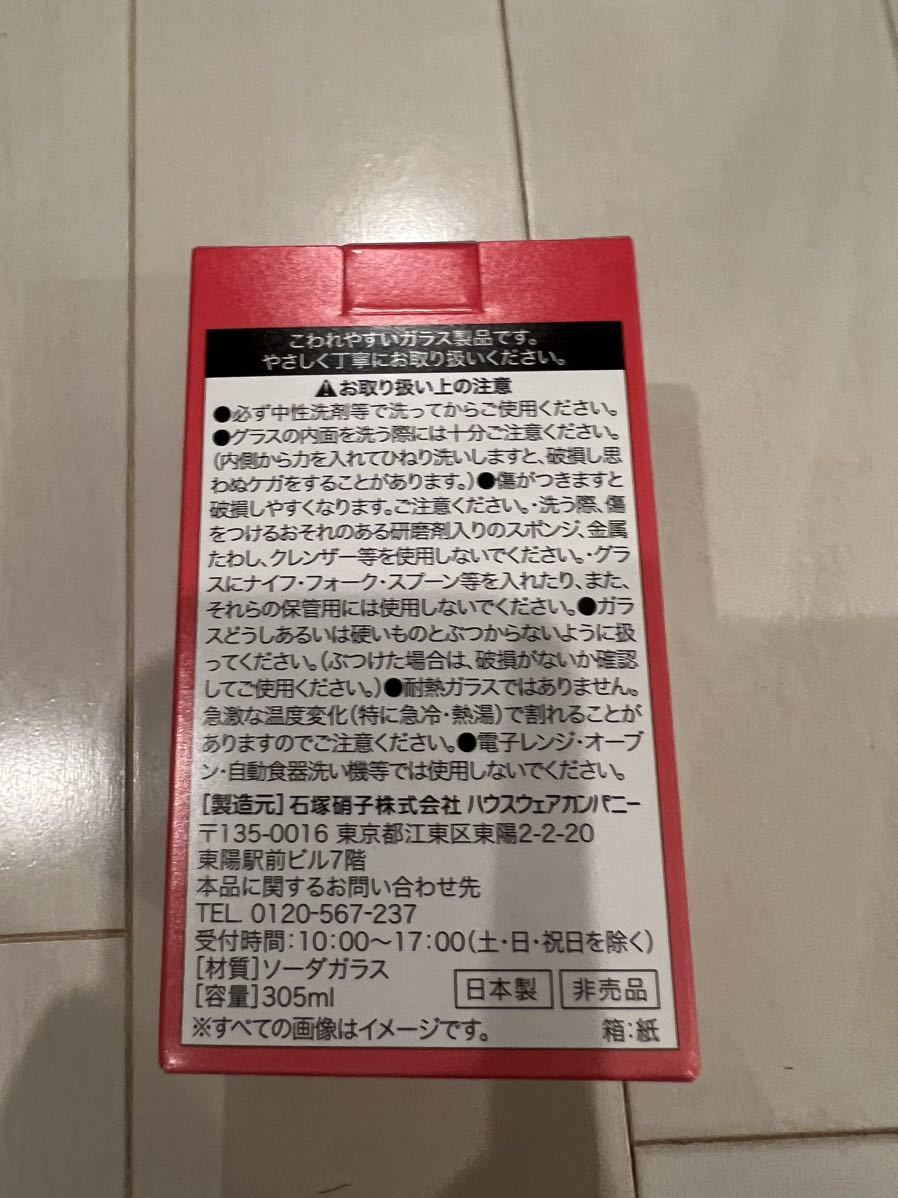 こわれやすいガラス製品です。
やさしく丁寧にお取り扱いください。
⚠お取り扱い上の注意
●必ず中性洗剤等で洗ってからご使用ください。
●グラスの内面を洗う際には十分ご注意ください。
(内側から力を入れてひねり洗いしますと、破損し思
わぬケガをすることがあります。)●傷がつきますと
破損しやすくなります。ご注意ください。・洗う際、傷
をつけるおそれのある研磨剤入りのスポンジ、金属
たわし、クレンザー等を使用しないでください。・グラ
スにナイフ・フォーク・スプーン等を入れたり、また、
それらの保管用には使用しないでください。●ガラ
スどうしあるいは硬いものとぶつからないように扱
ってください。(ぶつけた場合は、破損がないか確認
してご使用ください。)●耐熱ガラスではありません。
急激な温度変化(特に急冷・熱湯)で割れることが
ありますのでご注意ください。●電子レンジ・オーブ
ン・自動食器洗い機等では使用しないでください。
[製造元]石塚硝子株式会社 ハウスウェアカンパニー
〒135-0016 東京都江東区東陽2-2-20
東陽駅前ビル7階
本品に関するお問い合わせ先
TEL 0120-567-237
受付時間:10:00～17:00(土・日・祝日を除く)
[材質]ソーダガラス
[容量]305ml 日本製 非売品
※すべての画像はイメージです。 箱:紙